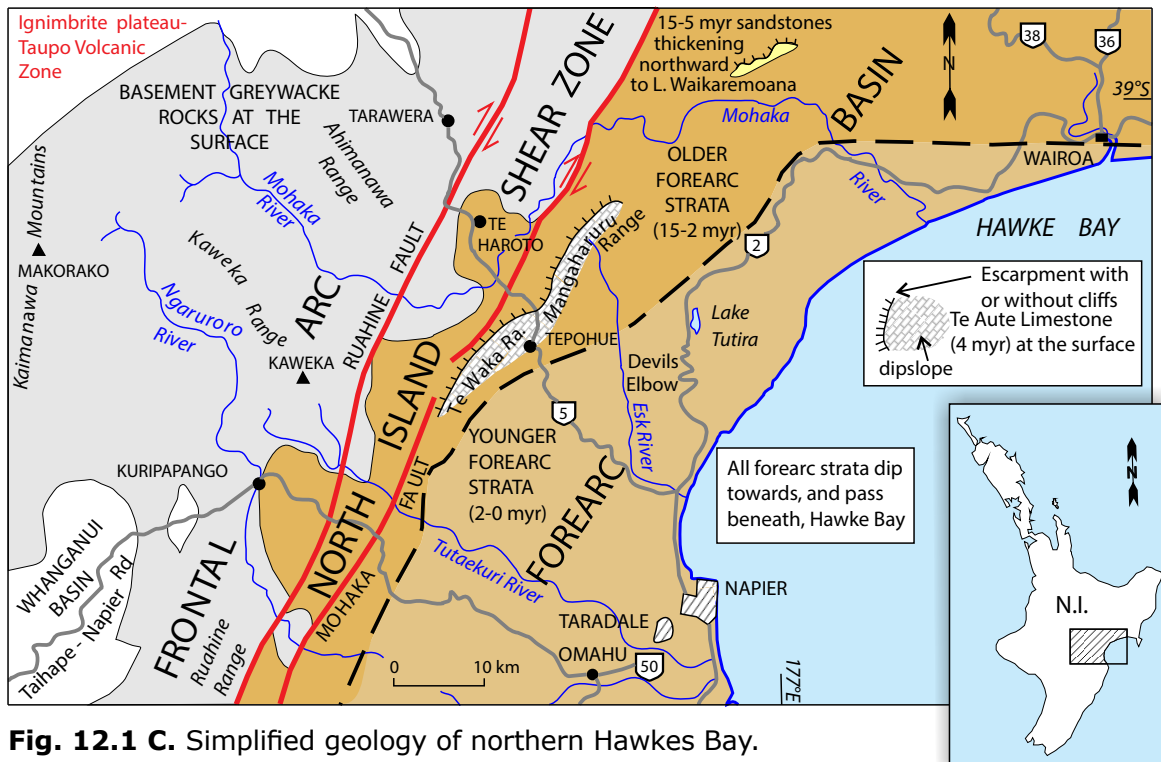 Ignimbrite plateau-
Taupo Volcanic
Zone
BASEMENT GREYWACKE
ROCKS AT THE
SURFACE
TARAWERA
Ahimanawa
Range
Mohaka
River
Kaimanawa Mountains
MAKORAKO
Kaweka
Range
Ngaruroro
River
KAWEKA
KURIPAPANGO
WHANGANUI
BASIN
Taihape - Napier Rd
FRONTAL
ARC
Ruahine
Range
RUAHINE FAULT
NORTH
ISLAND
SHEAR ZONE
MOHAKA
FAULT
TE
HAROTO
15-5 myr sandstones
thickening
northward
to L. Waikaremoana
Mohaka
River
OLDER
FOREARC
STRATA
(15-2 myr)
Mangaharuru
Range
Te Waka Ra.
TEPOHUE
5
YOUNGER
FOREARC
STRATA
(2-0 myr)
FOREARC
BASIN
Tutaekuri River
Esk River
Devils
Elbow
Lake
Tutira
2
38
36
N
39°S
WAIROA
HAWKE BAY
Escarpment with
or without cliffs
Te Aute Limestone
(4 myr) at the surface
dipslope
All forearc strata dip
towards, and pass
beneath, Hawke Bay
NAPIER
TARADALE
OMAHU
50
0 10 km
177°E
N
N.I.
Fig. 12.1 C. Simplified geology of northern Hawkes Bay.